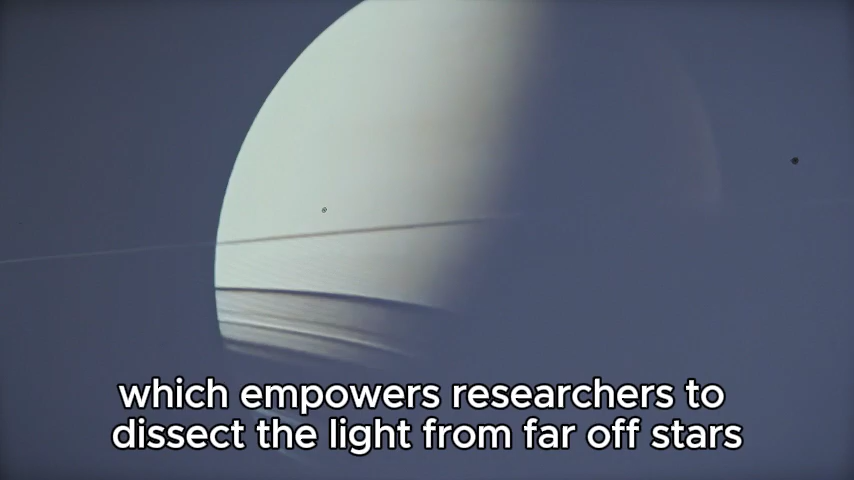 which empowers researchers to
dissect the light from far off stars